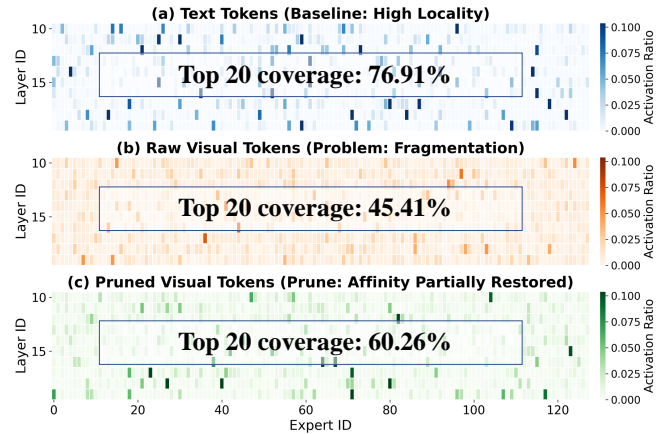 (a) Text Tokens (Baseline: High Locality)
10
15
Layer ID
Top 20 coverage: 76.91%
0.100
0.075
0.050
0.025
0.000
Activation Ratio
(b) Raw Visual Tokens (Problem: Fragmentation)
10
15
Layer ID
Top 20 coverage: 45.41%
0.100
0.075
0.050
0.025
0.000
Activation Ratio
(c) Pruned Visual Tokens (Prune: Affinity Partially Restored)
10
15
Layer ID
Top 20 coverage: 60.26%
0.100
0.075
0.050
0.025
0.000
Activation Ratio
0 20 40 60 80 100 120
Expert ID